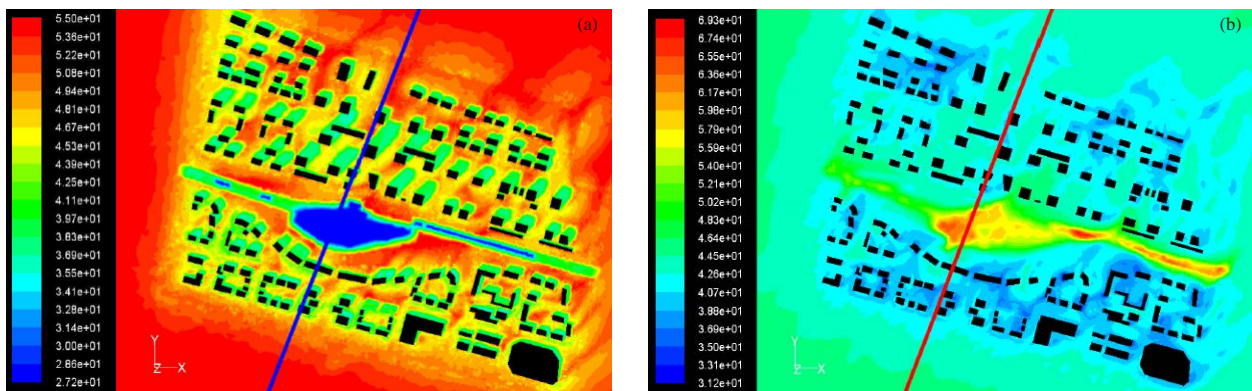 5.50e+01
5.36e+01
5.22e+01
5.08e+01
4.94e+01
4.81e+01
4.67e+01
4.53e+01
4.39e+01
4.25e+01
4.11e+01
3.97e+01
3.83e+01
3.69e+01
3.55e+01
3.41e+01
3.28e+01
3.14e+01
3.00e+01
2.86e+01
2.72e+01
(a)
Y
Z X
6.93e+01
6.74e+01
6.55e+01
6.36e+01
6.17e+01
5.98e+01
5.79e+01
5.59e+01
5.40e+01
5.21e+01
5.02e+01
4.83e+01
4.64e+01
4.45e+01
4.26e+01
4.07e+01
3.88e+01
3.69e+01
3.50e+01
3.31e+01
3.12e+01
(b)
Y
Z X